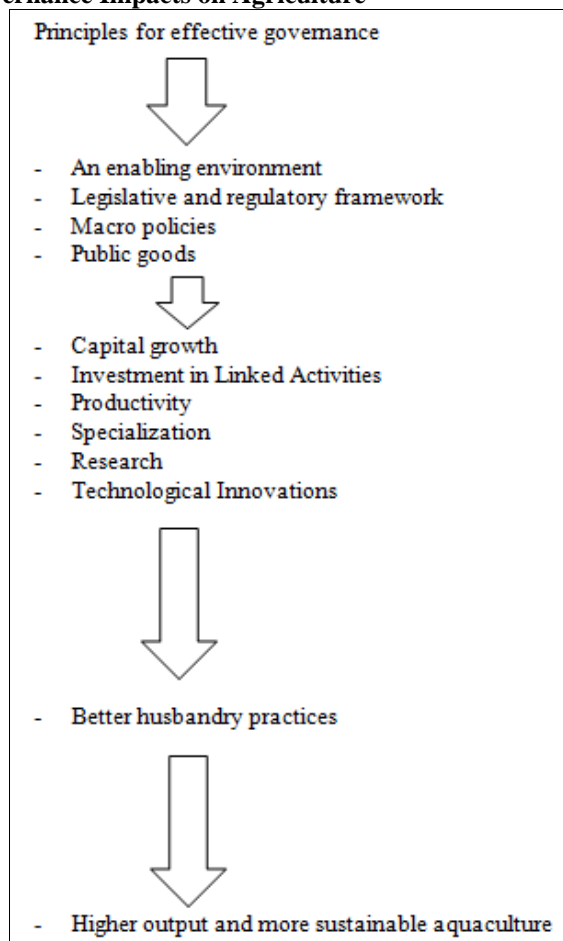 Impacts on Agriculture
Principles for effective governance
- An enabling environment
- Legislative and regulatory framework
- Macro policies
- Public goods
- Capital growth
- Investment in Linked Activities
- Productivity
- Specialization
- Research
- Technological Innovations
- Better husbandry practices
- Higher output and more sustainable aquaculture